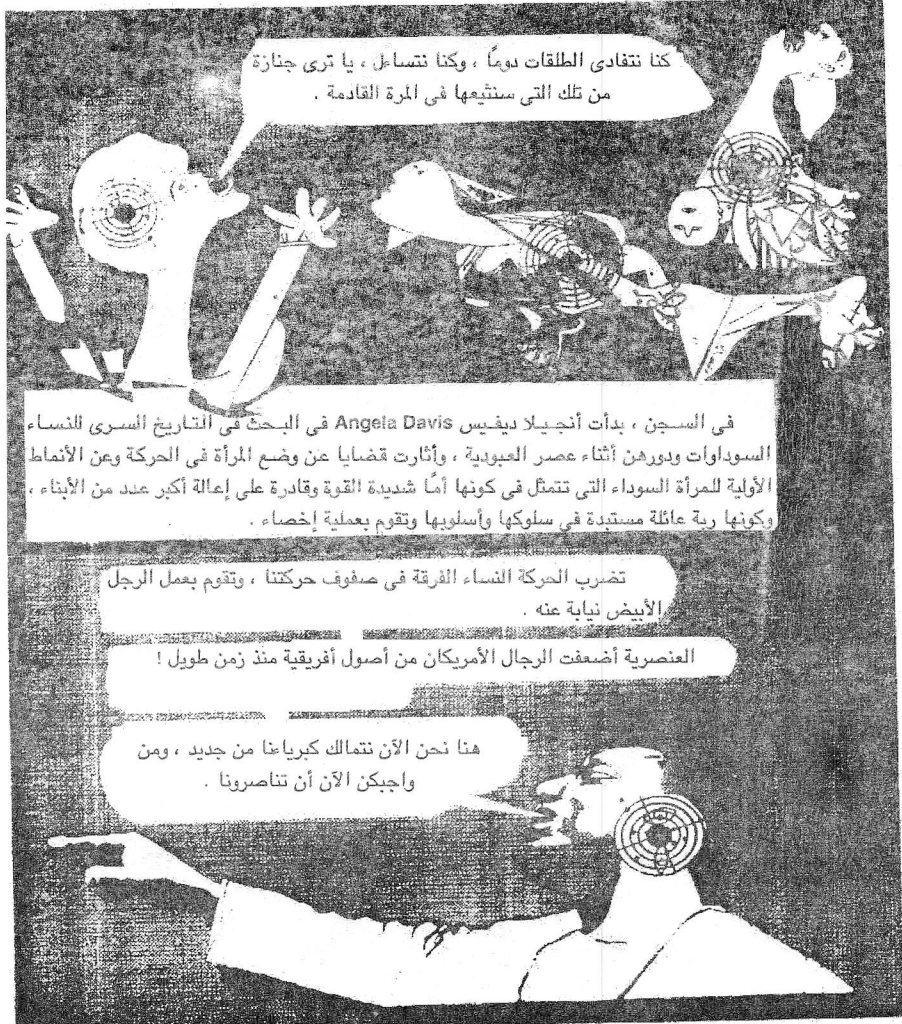 كنا نتفادى الطلقات دومًا ، وكنا نتساءل ، يا ترى جنازة
من تلك التى سنشيعها فى المرة القادمة .
فى السجن ، بدأت أنجيلا ديفيس Angela Davis فى البحث فى التاريخ السرى للنساء
السوداوات ودورهن أثناء عصر العبودية ، وأثارت قضايا عن وضع المرأة فى الحركة وعن الأنماط
الأولية للمرأة السوداء التى تتمثل فى كونها أمًا شديدة القوة وقادرة على إعالة أكبر عدد من الأبناء ،
وكونها ربة عائلة مستبدة فى سلوكها وأسلوبها وتقوم بعملية إخصاء .
تضرب الحركة النساء الفرقة فى صفوف حركتنا ، وتقوم بعمل الرجل
الأبيض نيابة عنه .
العنصرية أضعفت الرجال الأمريكان من أصول أفريقية منذ زمن طويل !
هنا نحن الآن نتمالك كبرياءنا من جديد ، ومن
واجبكن الآن أن تناصرونا .